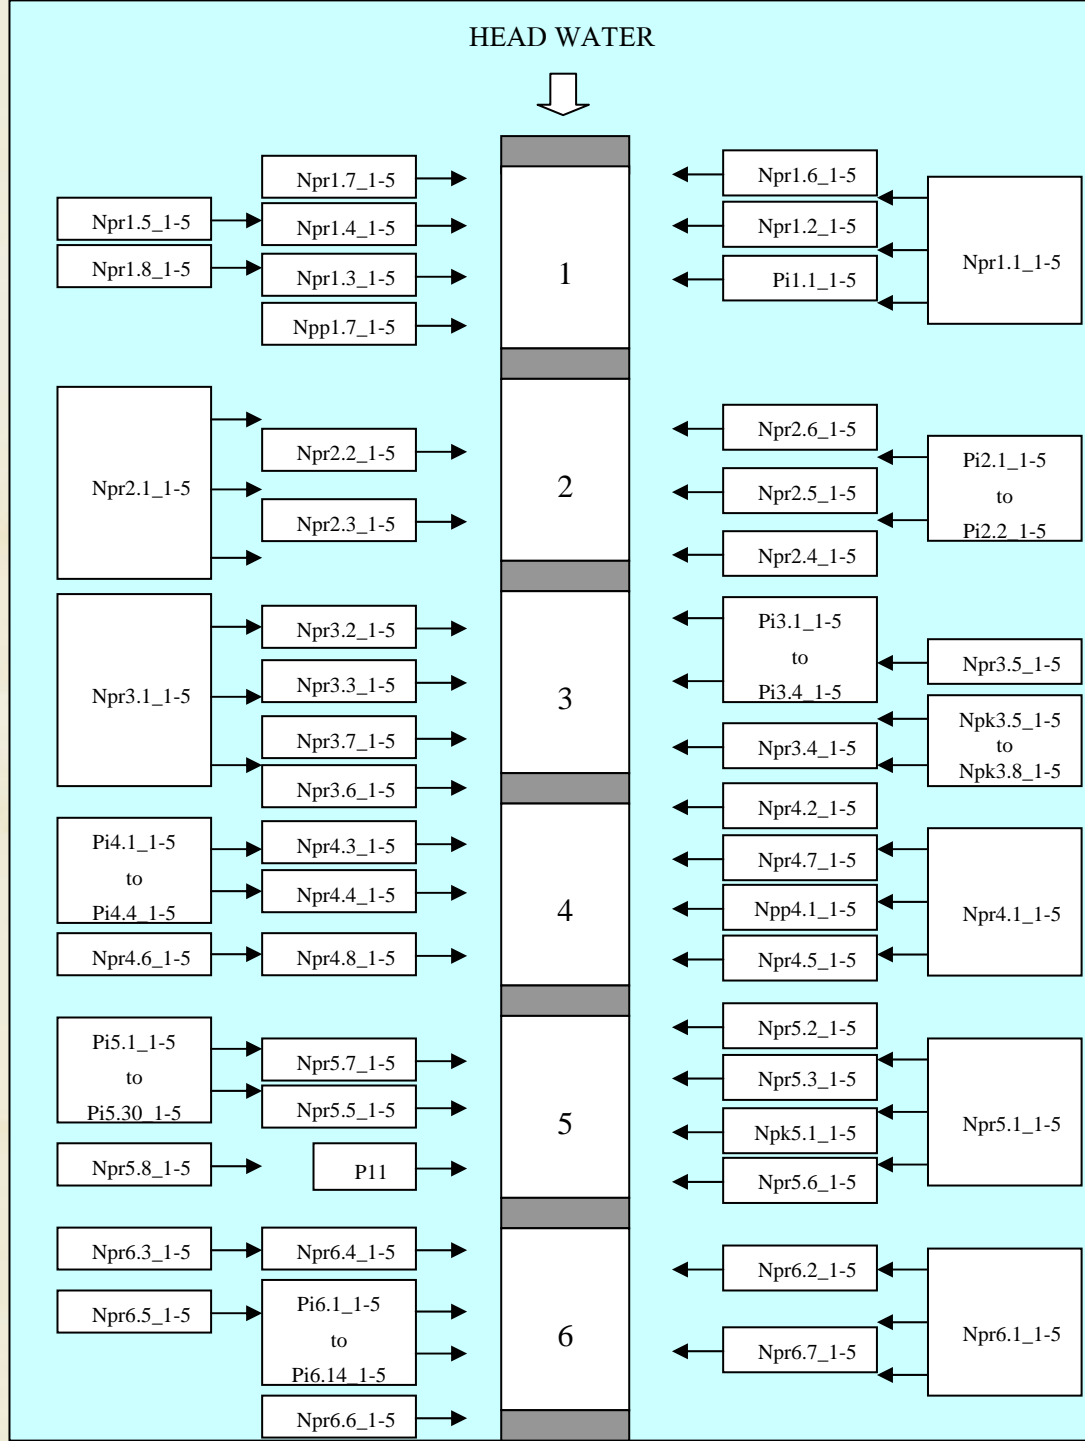 HEAD WATER
Npr1.7_1-5
Npr1.5_1-5
Npr1.4_1-5
Npr1.8_1-5
Npr1.3_1-5
Npp1.7_1-5
1
Npr1.6_1-5
Npr1.2_1-5
Pi1.1_1-5
Npr1.1_1-5
Npr2.1_1-5
Npr2.2_1-5
Npr2.3_1-5
2
Npr2.6_1-5
Npr2.5_1-5
Npr2.4_1-5
Pi2.1_1-5
to
Pi2.2_1-5
Npr3.1_1-5
Npr3.2_1-5
Npr3.3_1-5
Npr3.7_1-5
Npr3.6_1-5
3
Pi3.1_1-5
to
Pi3.4_1-5
Npr3.4_1-5
Npr3.5_1-5
Npk3.5_1-5
to
Npk3.8_1-5
Pi4.1_1-5
to
Pi4.4_1-5
Npr4.6_1-5
Npr4.3_1-5
Npr4.4_1-5
Npr4.8_1-5
4
Npr4.2_1-5
Npr4.7_1-5
Npp4.1_1-5
Npr4.5_1-5
Npr4.1_1-5
Pi5.1_1-5
to
Pi5.30_1-5
Npr5.8_1-5
Npr5.7_1-5
Npr5.5_1-5
P11
5
Npr5.2_1-5
Npr5.3_1-5
Npk5.1_1-5
Npr5.6_1-5
Npr5.1_1-5
Npr6.3_1-5
Npr6.5_1-5
Npr6.4_1-5
Pi6.1_1-5
to
Pi6.14_1-5
Npr6.6_1-5
6
Npr6.2_1-5
Npr6.7_1-5
Npr6.1_1-5